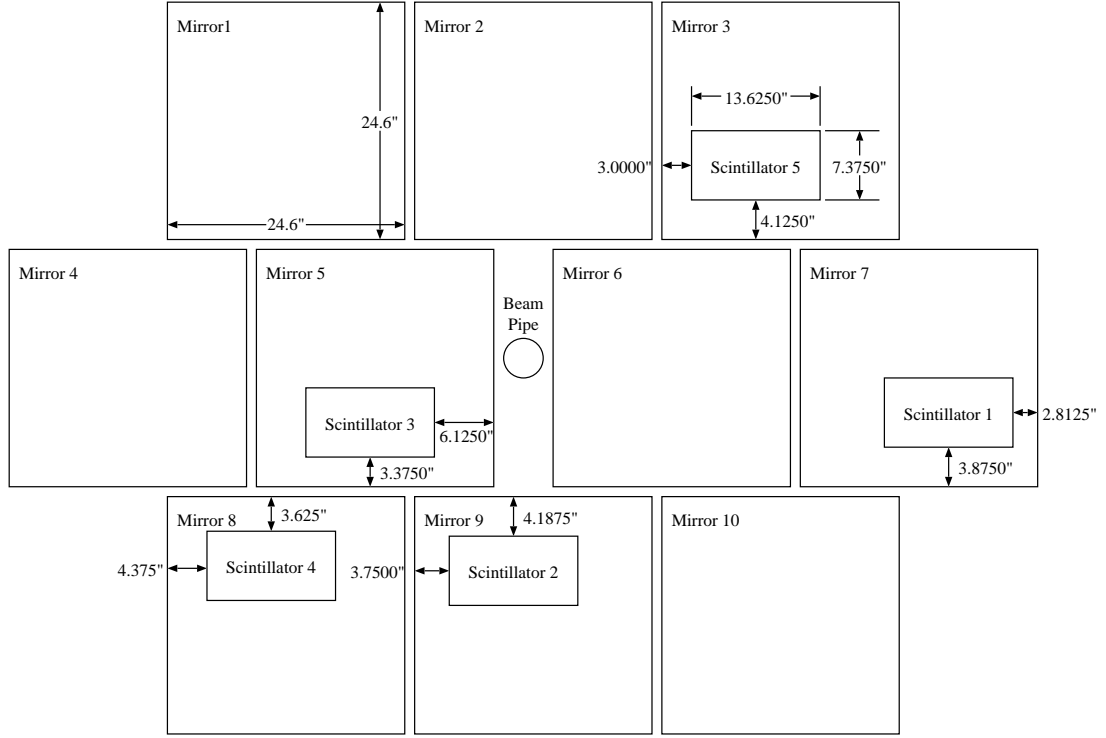 Mirror1
Mirror 2
Mirror 3
24.6"
24.6"
13.6250"
3.0000"
Scintillator 5
7.3750"
4.1250"
Mirror 4
Mirror 5
Beam
Pipe
Mirror 6
Mirror 7
Scintillator 3
6.1250"
3.3750"
Scintillator 1
2.8125"
3.8750"
Mirror 8
3.625"
4.375"
Scintillator 4
Mirror 9
4.1875"
3.7500"
Scintillator 2
Mirror 10